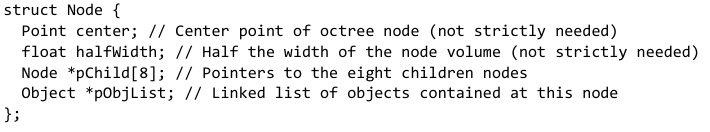 struct Node {
  Point center; // Center point of octree node (not strictly needed)
  float halfWidth; // Half the width of the node volume (not strictly needed)
  Node *pChild[8]; // Pointers to the eight children nodes
  Object *pObjList; // Linked list of objects contained at this node
};